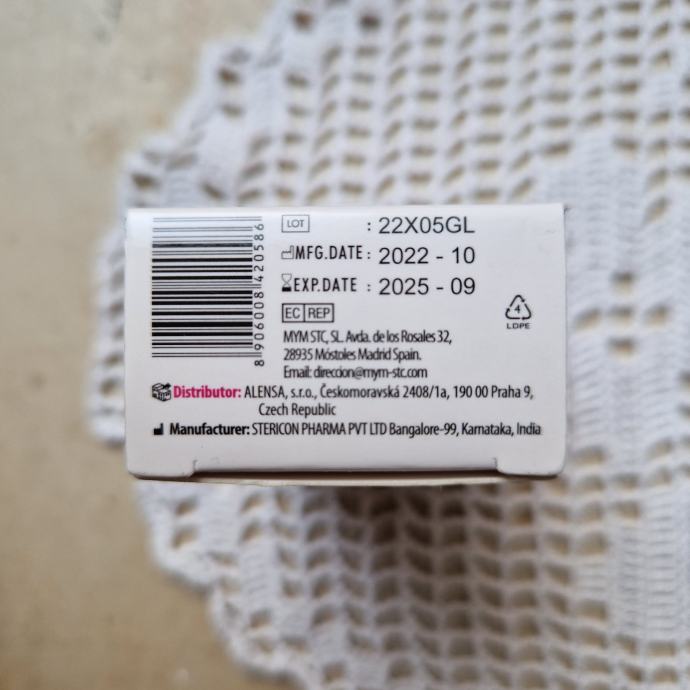 8 906008 420586
LOT : 22X05GL
MFG.DATE : 2022 - 10
EXP.DATE : 2025 - 09
EC REP
4
LDPE
MYM STC, SL. Avda. de los Rosales 32,
28935 Móstoles Madrid Spain.
Email: direccion@mym-stc.com
Distributor: ALENSA, s.r.o., Českomoravská 2408/1a, 190 00 Praha 9,
Czech Republic
Manufacturer: STERICON PHARMA PVT LTD Bangalore-99, Karnataka, India